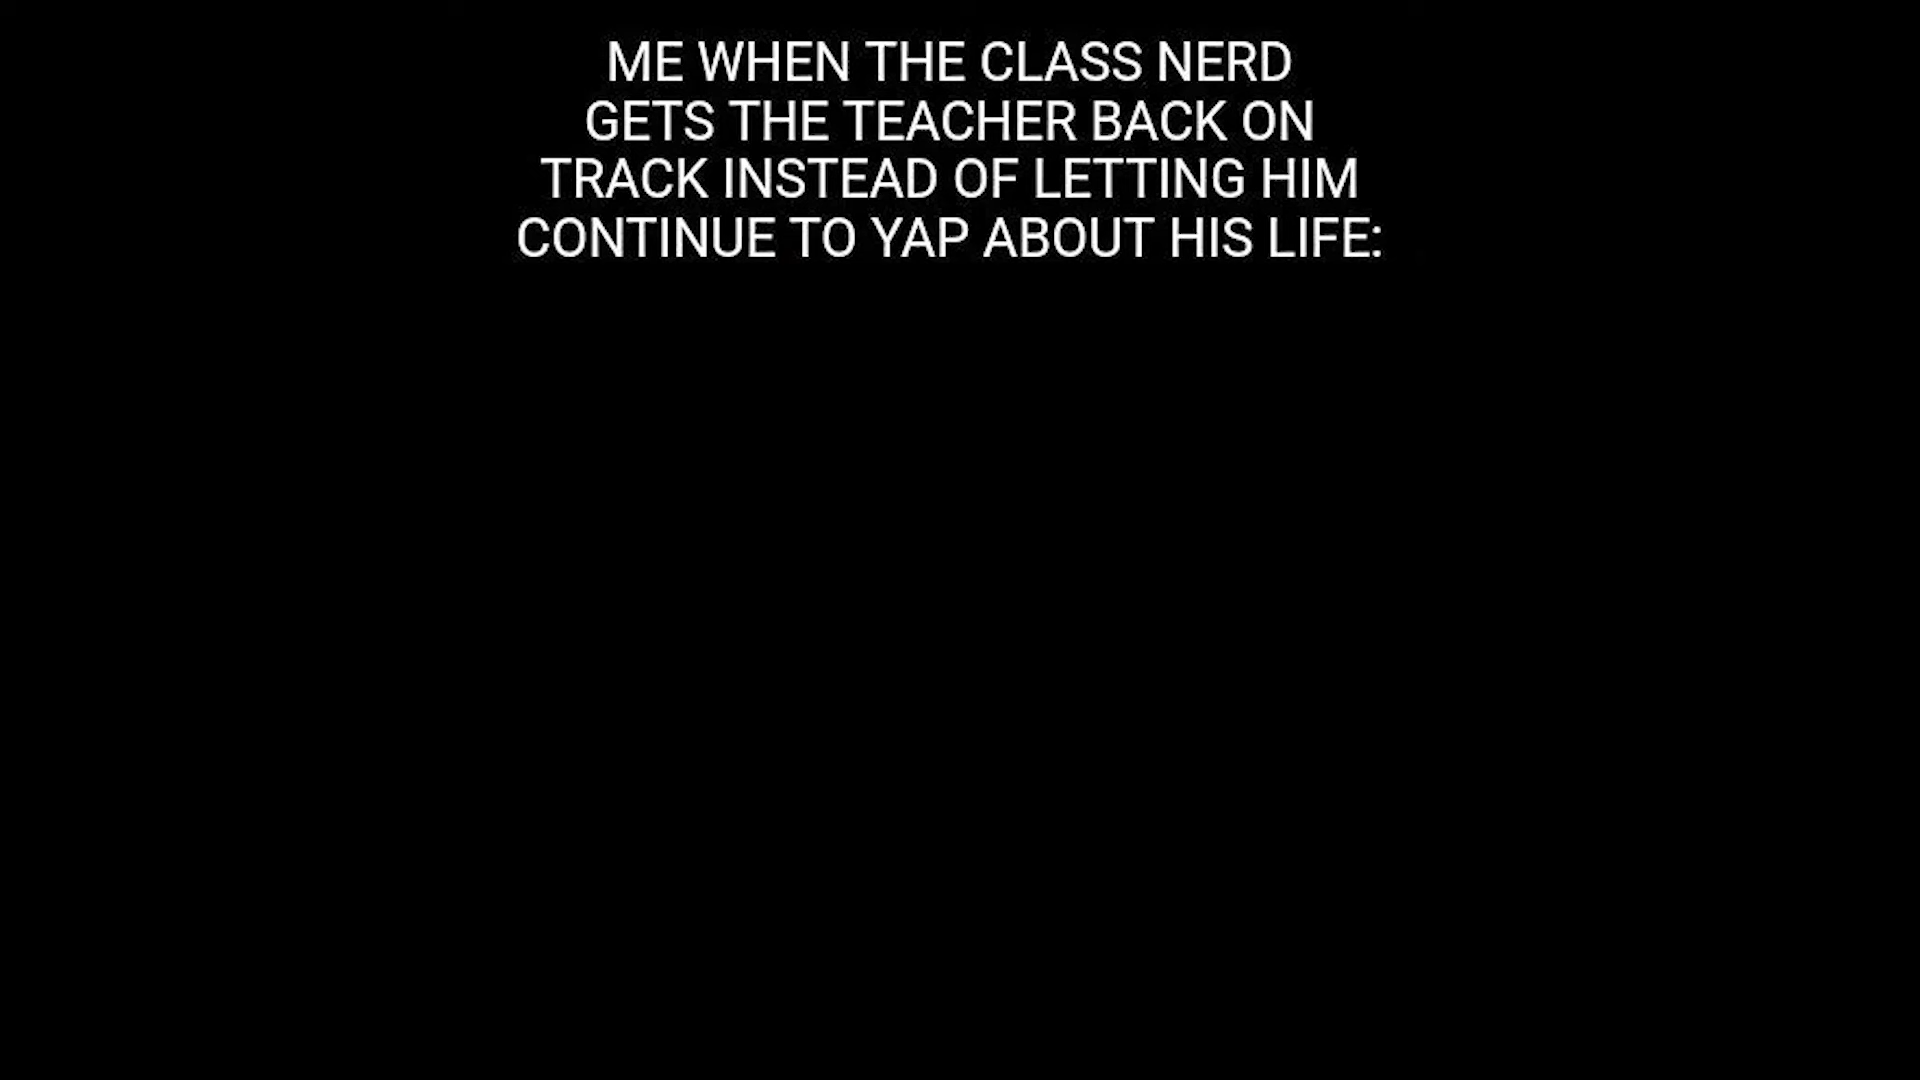 ME WHEN THE CLASS NERD
GETS THE TEACHER BACK ON
TRACK INSTEAD OF LETTING HIM
CONTINUE TO YAP ABOUT HIS LIFE: